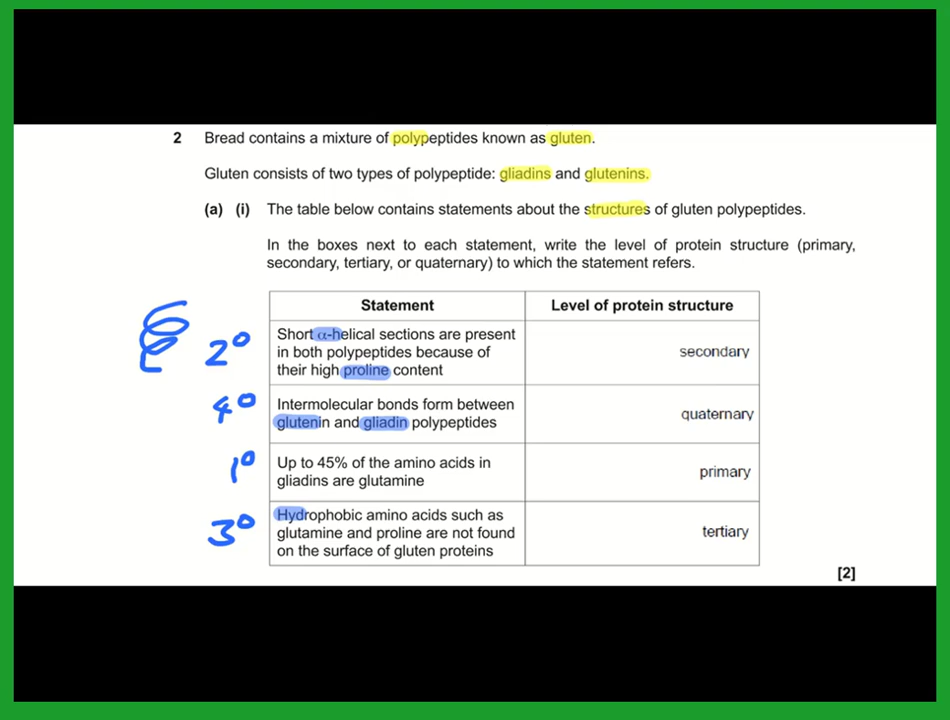 2 Bread contains a mixture of polypeptides known as gluten.
Gluten consists of two types of polypeptide: gliadins and glutenins.
(a) (i) The table below contains statements about the structures of gluten polypeptides.
In the boxes next to each statement, write the level of protein structure (primary,
secondary, tertiary, or quaternary) to which the statement refers.
Statement Level of protein structure
Short α-helical sections are present
in both polypeptides because of
their high proline content
2° secondary
Intermolecular bonds form between
glutenin and gliadin polypeptides
4° quaternary
Up to 45% of the amino acids in
gliadins are glutamine
1° primary
Hydrophobic amino acids such as
glutamine and proline are not found
on the surface of gluten proteins
3° tertiary
[2]